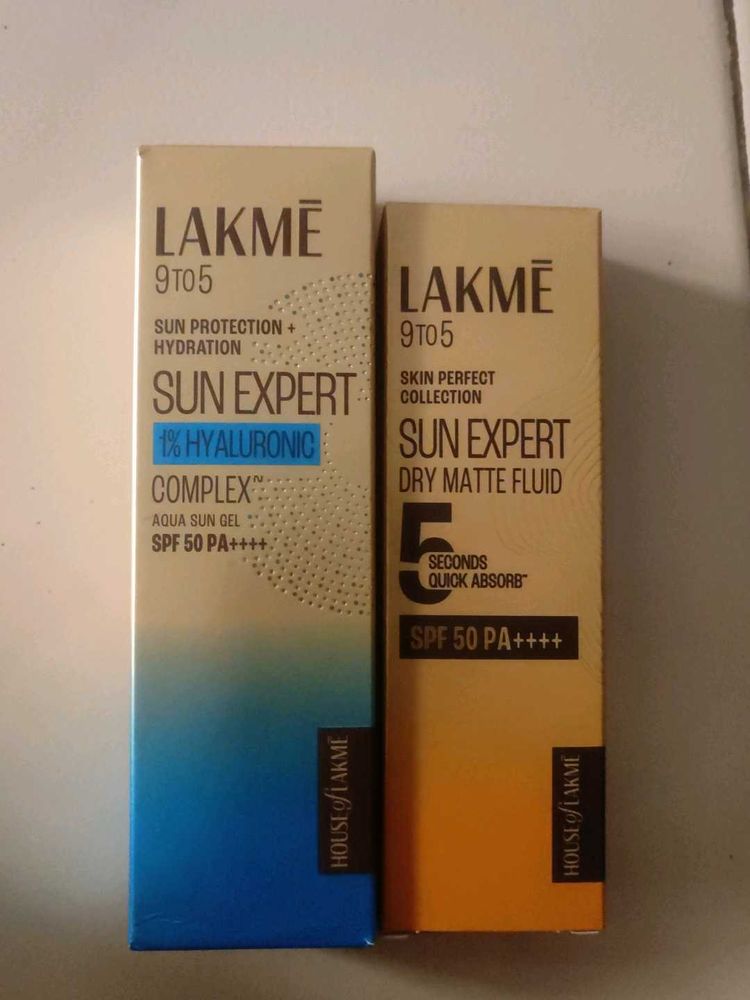 LAKMĒ
9TO5
SUN PROTECTION +
HYDRATION
SUN EXPERT
1% HYALURONIC
COMPLEX™
AQUA SUN GEL
SPF 50 PA++++
HOUSE of LAKMĒ
LAKMĒ
9TO5
SKIN PERFECT
COLLECTION
SUN EXPERT
DRY MATTE FLUID
5 SECONDS
QUICK ABSORB™
SPF 50 PA++++
HOUSE of LAKMĒ